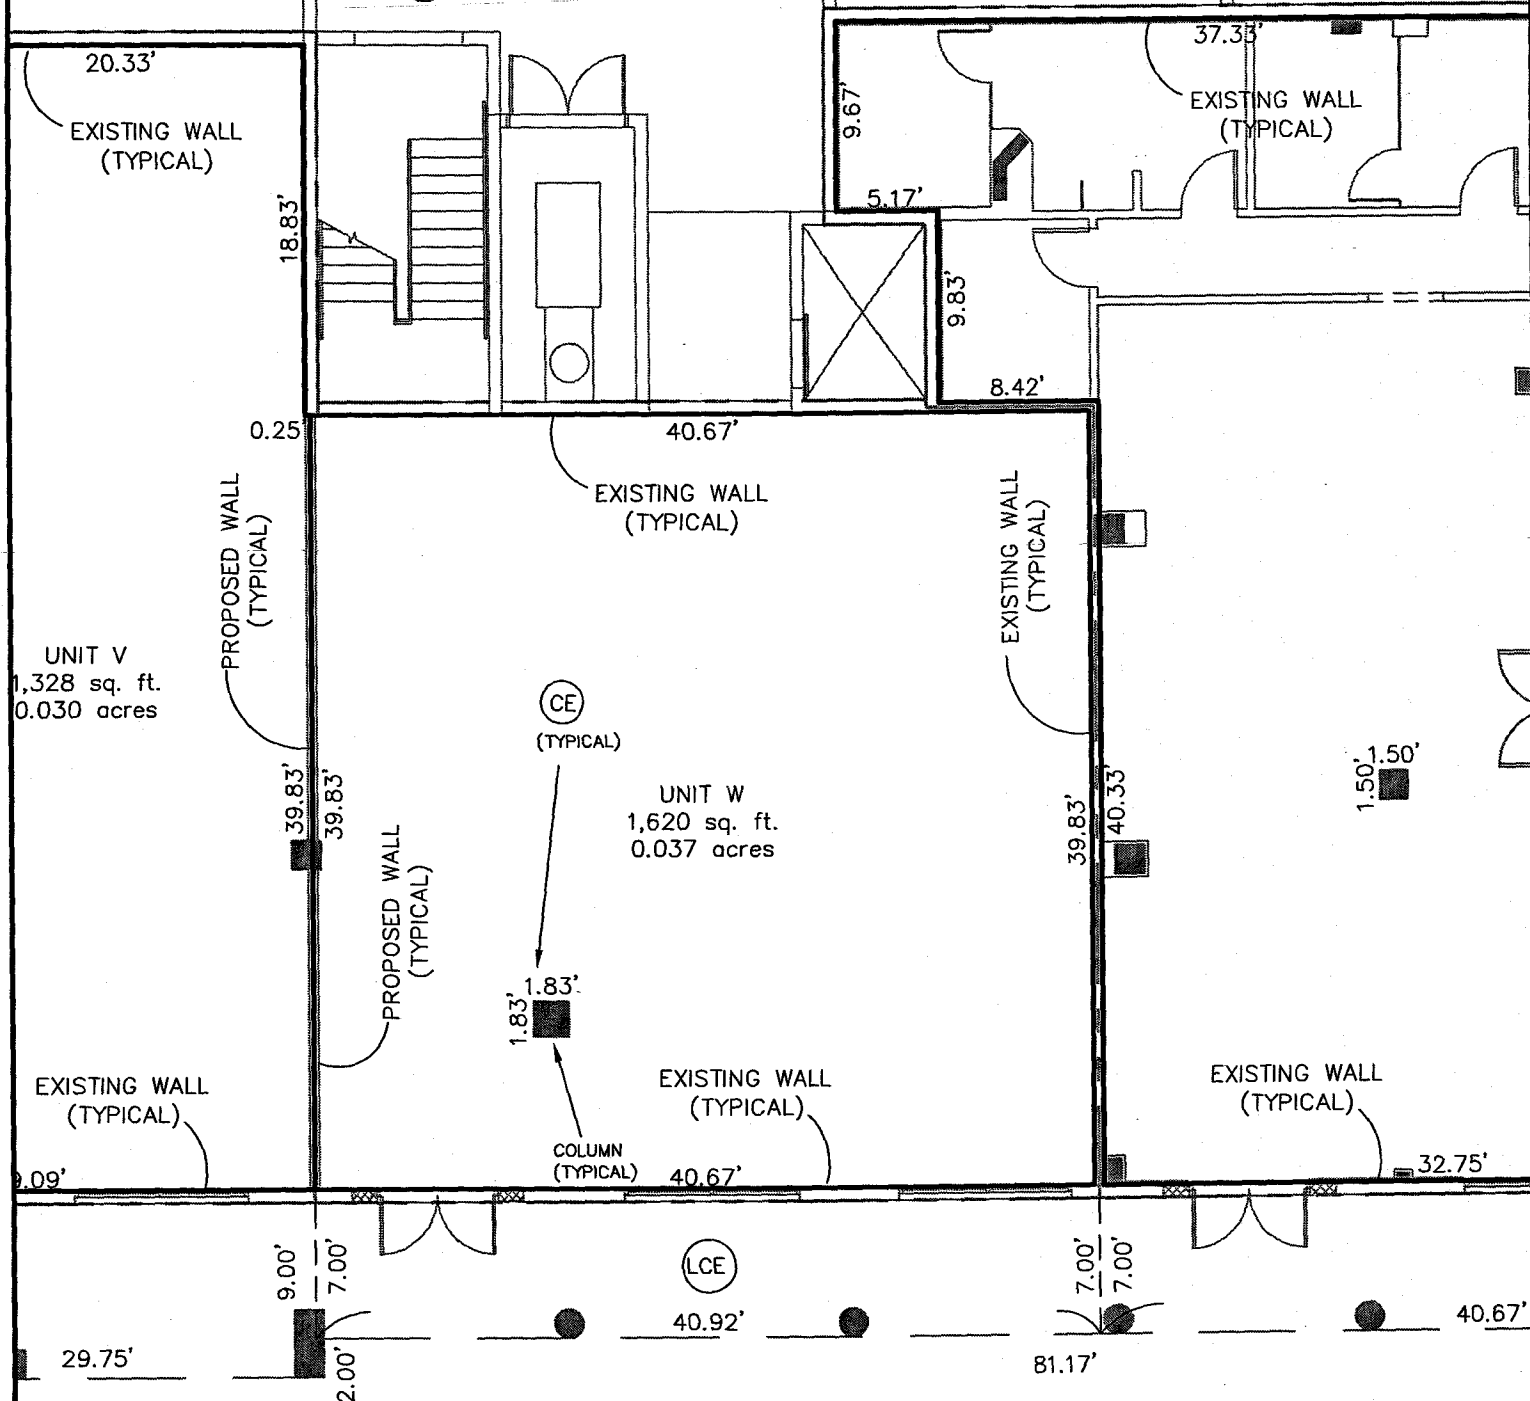 20.33'
EXISTING WALL
(TYPICAL)
18.83'
9.67'
37.33'
EXISTING WALL
(TYPICAL)
5.17'
9.83'
8.42'
0.25
40.67'
EXISTING WALL
(TYPICAL)
PROPOSED WALL
(TYPICAL)
EXISTING WALL
(TYPICAL)
UNIT V
1,328 sq. ft.
0.030 acres
CE
(TYPICAL)
UNIT W
1,620 sq. ft.
0.037 acres
39.83'
39.83'
39.83'
40.33'
1.50'
1.50'
PROPOSED WALL
(TYPICAL)
1.83'
1.83'
EXISTING WALL
(TYPICAL)
EXISTING WALL
(TYPICAL)
EXISTING WALL
(TYPICAL)
COLUMN
(TYPICAL)
9.09'
40.67'
32.75'
9.00'
7.00'
LCE
7.00'
7.00'
40.92'
40.67'
29.75'
2.00'
81.17'